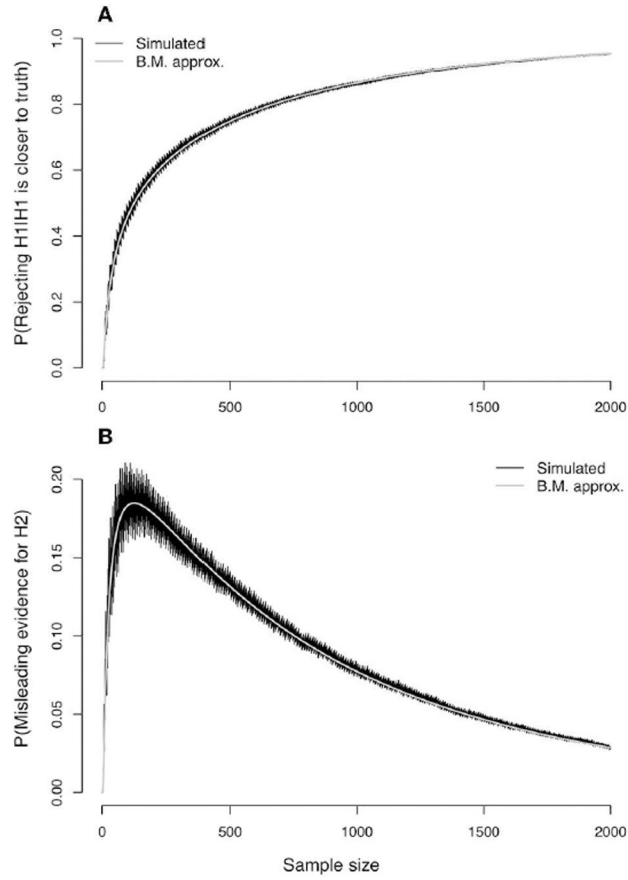 A
Simulated
B.M. approx.
P(Rejecting H1IH1 is closer to truth)
1.0
0.8
0.6
0.4
0.2
0.0
0
500
1000
1500
2000
B
Simulated
B.M. approx.
P(Misleading evidence for H2)
0.20
0.15
0.10
0.05
0.00
0
500
1000
1500
2000
Sample size